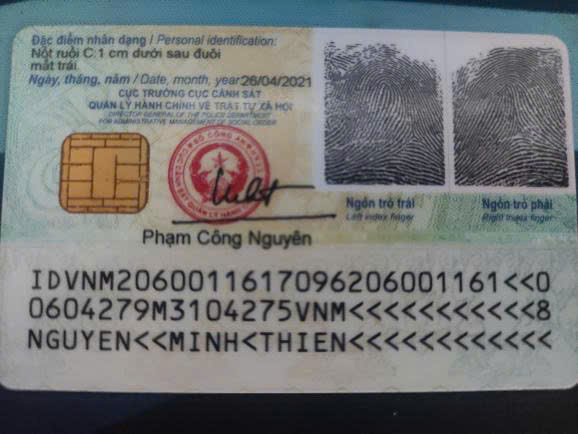 Đặc điểm nhân dạng / Personal identification:
Nốt ruồi C:1 cm dưới sau đuôi
mắt trái
Ngày, tháng, năm / Date, month, year 26/04/2021
CỤC TRƯỞNG CỤC CẢNH SÁT
QUẢN LÝ HÀNH CHÍNH VỀ TRẬT TỰ XÃ HỘI
DIRECTOR GENERAL OF THE POLICE DEPARTMENT
FOR ADMINISTRATIVE MANAGEMENT OF SOCIAL ORDER
BỘ CÔNG AN
Ngón trỏ trái
Left index finger
Ngón trỏ phải
Right index finger
Phạm Công Nguyên
IDVNM2060011617096206001161<<0
0604279M3104275VNM<<<<<<<<<<<8
NGUYEN<<MINH<THIEN<<<<<<<<<<<<